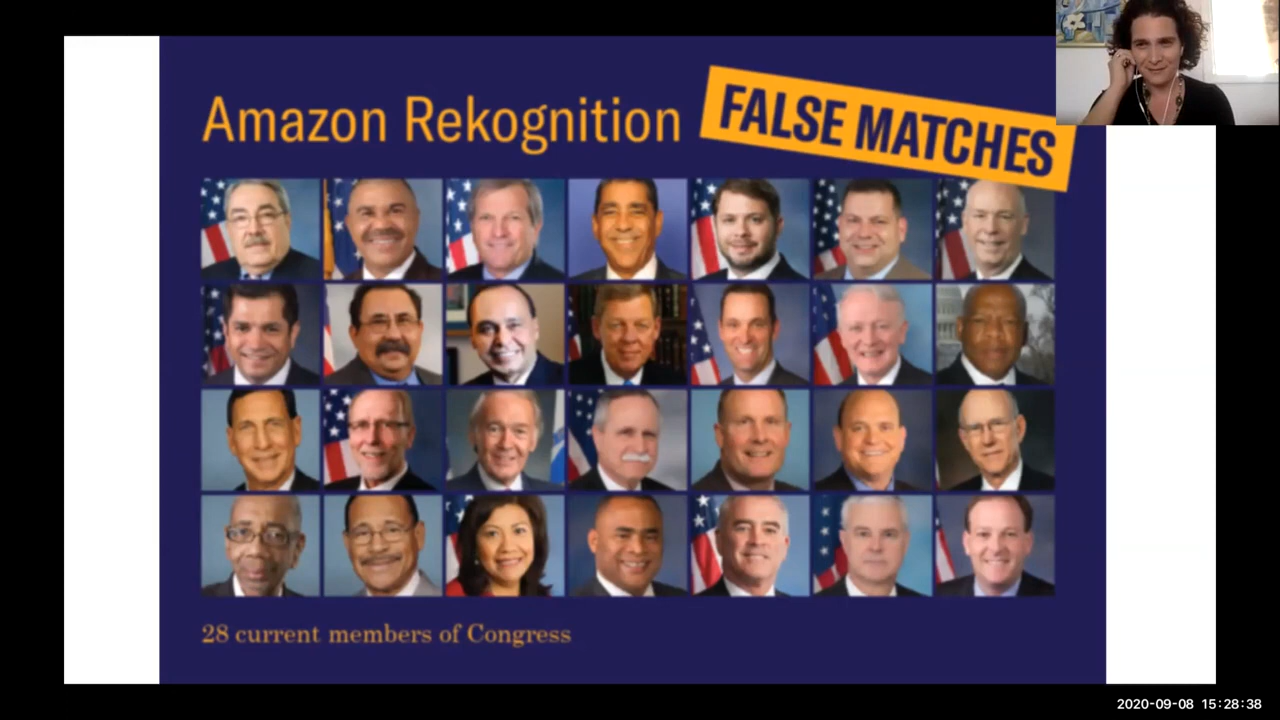 Amazon Rekognition FALSE MATCHES
28 current members of Congress
2020-09-08 15:28:38